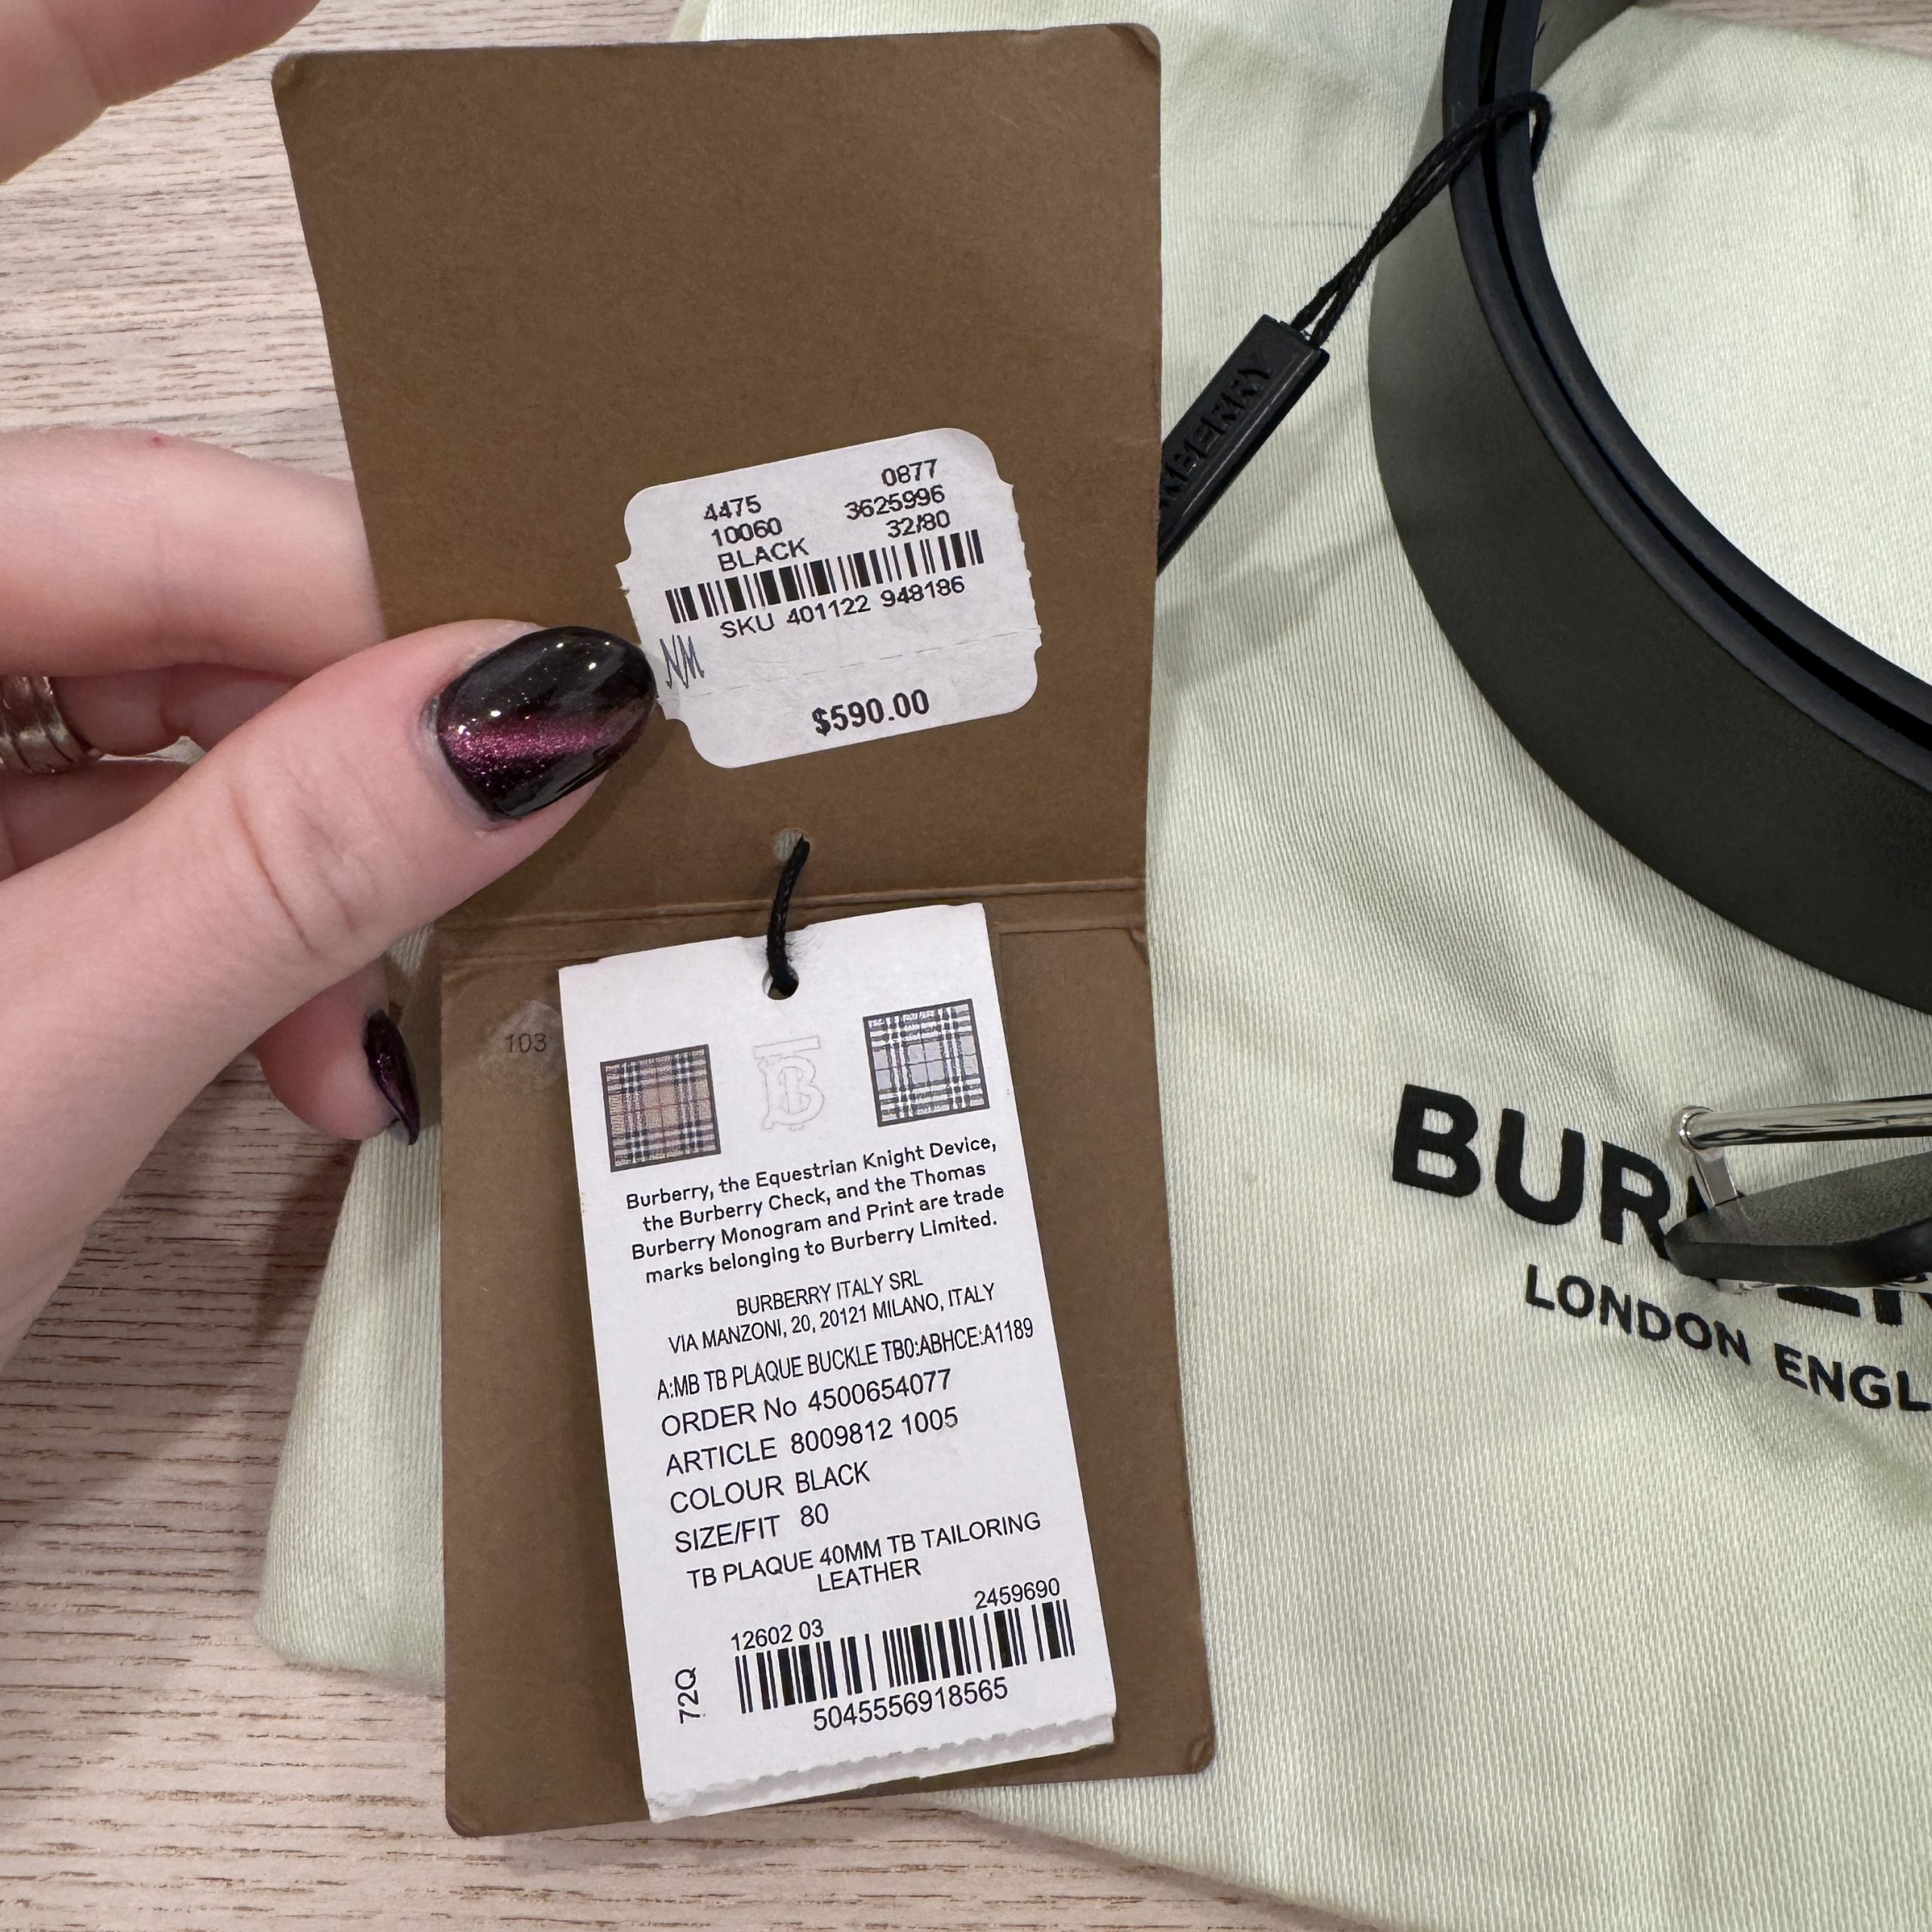 0877
4475 3625996
10060 32/80
BLACK
SKU 401122 948186
NM
$590.00
103
Burberry, the Equestrian Knight Device,
the Burberry Check, and the Thomas
Burberry Monogram and Print are trade
marks belonging to Burberry Limited.
BURBERRY ITALY SRL
VIA MANZONI, 20, 20121 MILANO, ITALY
A:MB TB PLAQUE BUCKLE TB0:ABHCE:A1189
ORDER No 4500654077
ARTICLE 8009812 1005
COLOUR BLACK
SIZE/FIT 80
TB PLAQUE 40MM TB TAILORING
LEATHER
12602 03 2459690
72Q
5045556918565
LONDON